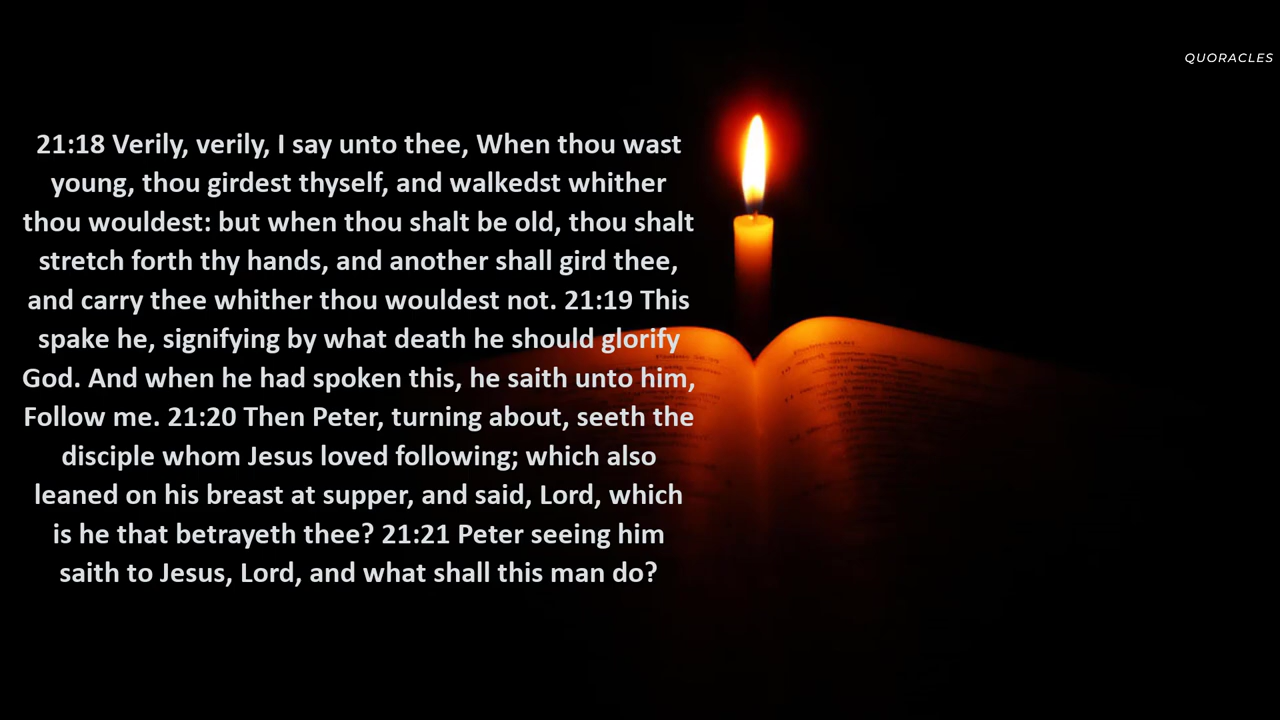 QUORACLES
21:18 Verily, verily, I say unto thee, When thou wast
young, thou girdest thyself, and walkedst whither
thou wouldest: but when thou shalt be old, thou shalt
stretch forth thy hands, and another shall gird thee,
and carry thee whither thou wouldest not. 21:19 This
spake he, signifying by what death he should glorify
God. And when he had spoken this, he saith unto him,
Follow me. 21:20 Then Peter, turning about, seeth the
disciple whom Jesus loved following; which also
leaned on his breast at supper, and said, Lord, which
is he that betrayeth thee? 21:21 Peter seeing him
saith to Jesus, Lord, and what shall this man do?